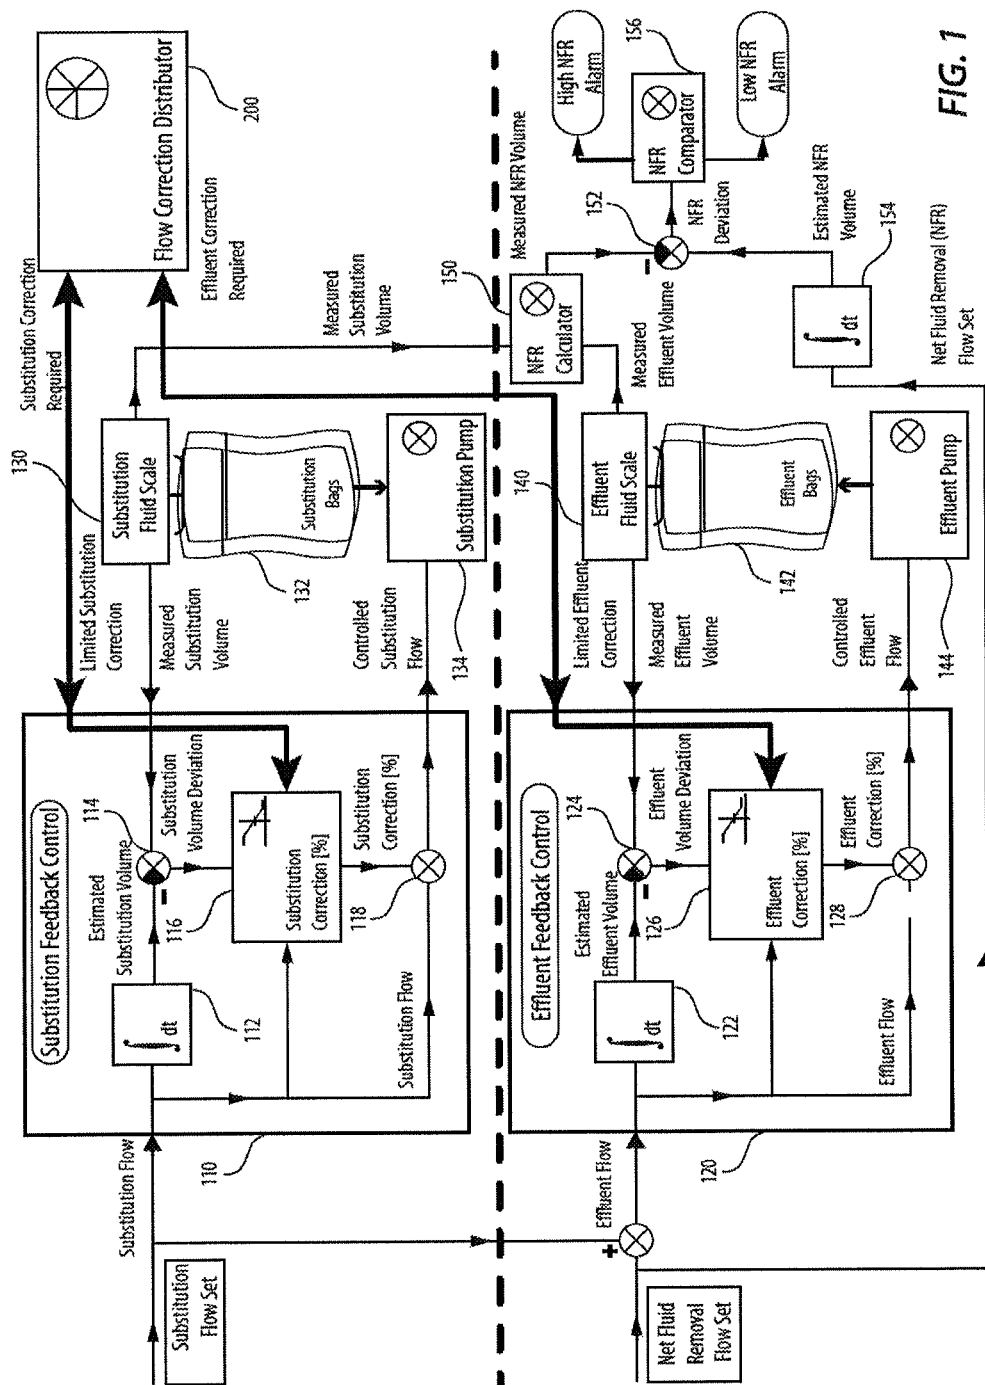 Substitution
Flow Set
Substitution Flow
110
Substitution Feedback Control
112
∫ dt
Estimated
Substitution Volume
114
Substitution
Volume Deviation
116
Substitution
Correction [%]
Substitution
Correction [%]
118
Substitution Flow
Limited Substitution
Correction
Measured
Substitution
Volume
Controlled
Substitution
Flow
130
Substitution
Fluid Scale
132
Substitution
Bags
134
Substitution Pump
Substitution Correction
Required
Measured
Substitution
Volume
Effluent Correction
Required
Flow Correction Distributor
200
Net Fluid
Removal
Flow Set
+
Effluent Flow
120
Effluent Feedback Control
122
∫ dt
Estimated
Effluent Volume
124
Effluent
Volume Deviation
126
Effluent
Correction [%]
Effluent
Correction [%]
128
Effluent Flow
Limited Effluent
Correction
Measured
Effluent
Volume
Controlled
Effluent
Flow
140
Effluent
Fluid Scale
142
Effluent
Bags
144
Effluent Pump
150
NFR
Calculator
Measured
Effluent Volume
Measured NFR Volume
152
NFR
Deviation
Estimated NFR
Volume
154
∫ dt
Net Fluid Removal (NFR)
Flow Set
156
NFR
Comparator
High NFR
Alarm
Low NFR
Alarm
FIG. 1